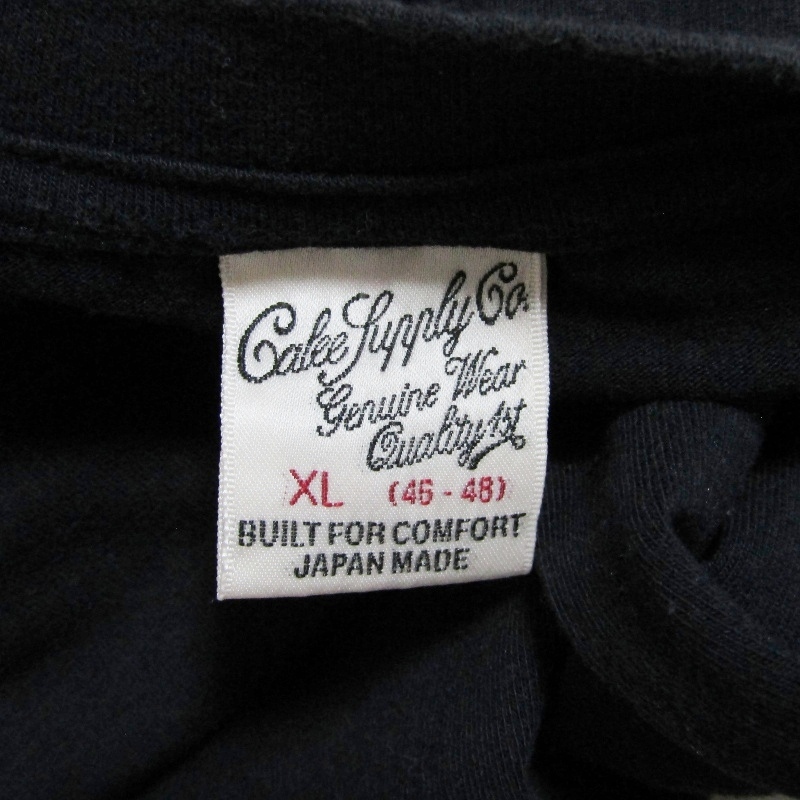 Calee Supply Co.
Genuine Wear
Quality 1st
XL (46-48)
BUILT FOR COMFORT
JAPAN MADE